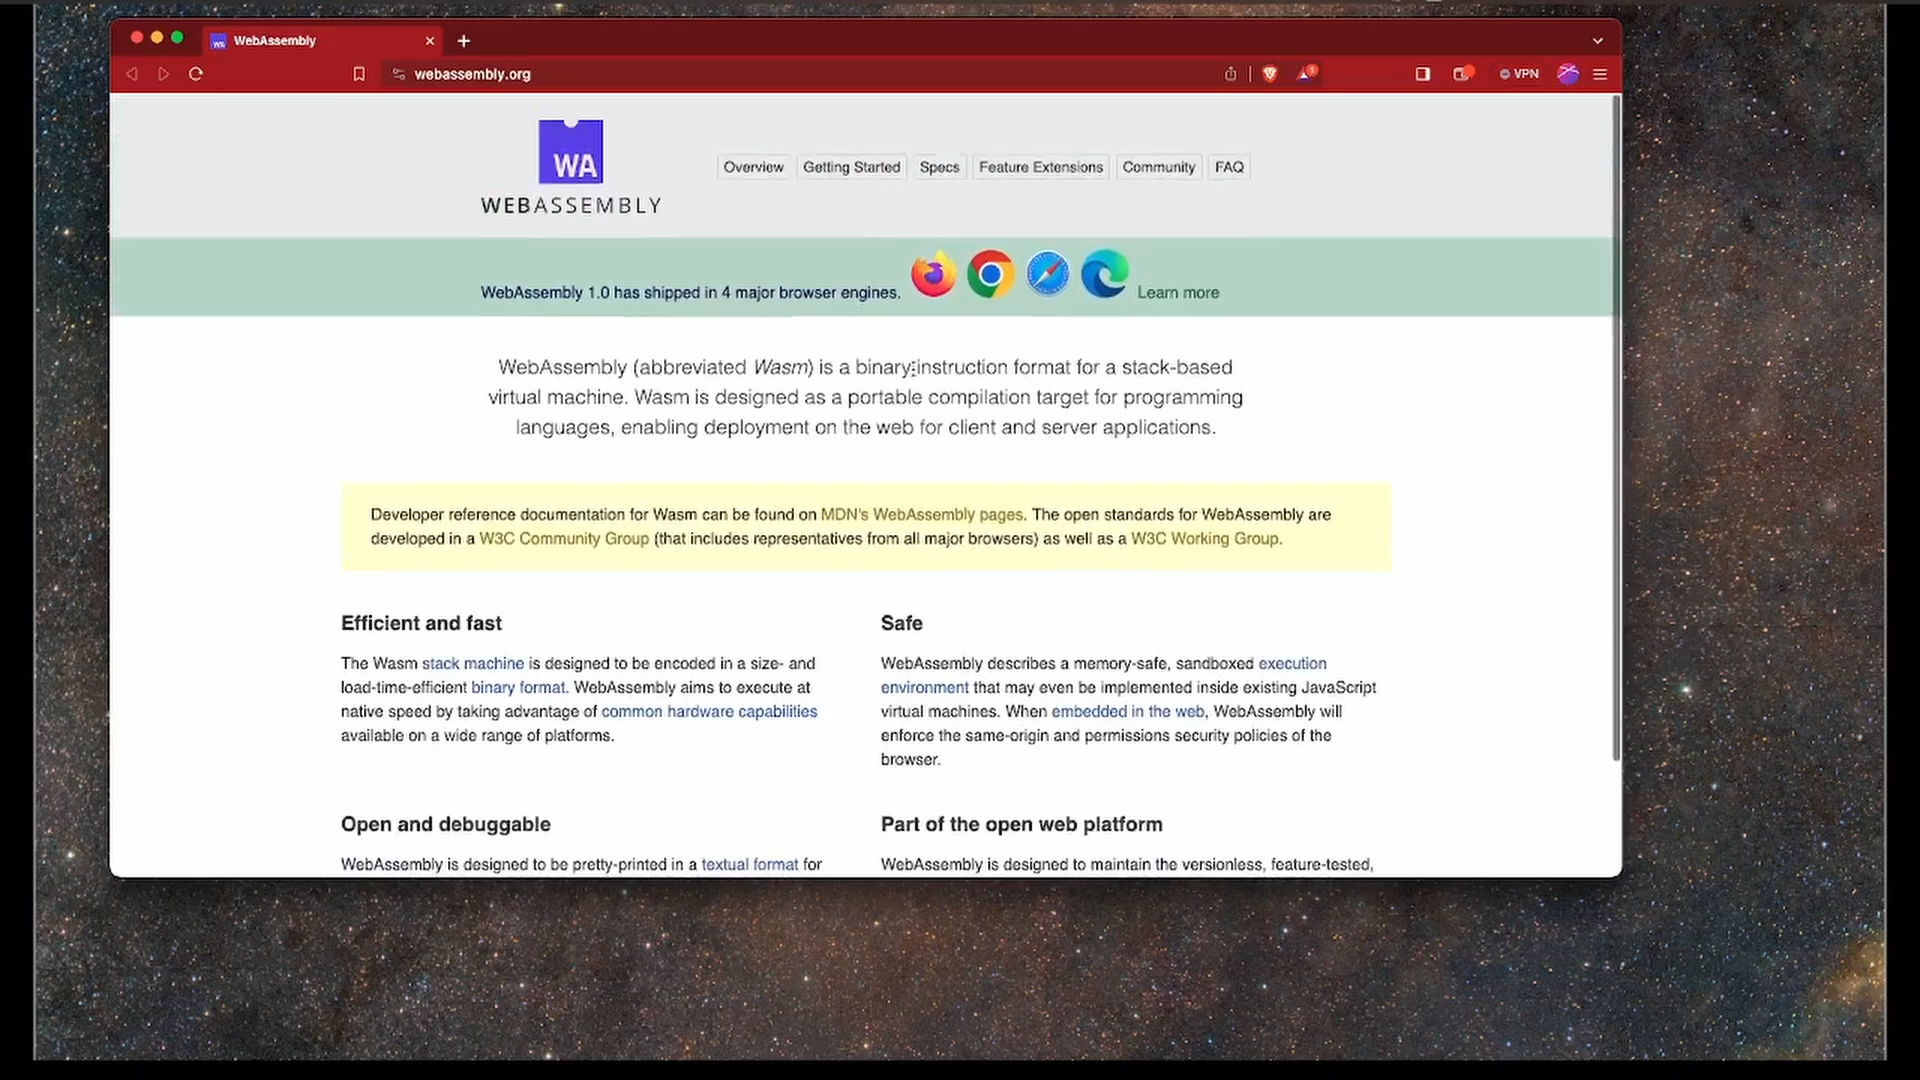 WebAssembly
webassembly.org
VPN
WA
WEBASSEMBLY
Overview
Getting Started
Specs
Feature Extensions
Community
FAQ
WebAssembly 1.0 has shipped in 4 major browser engines.
Learn more
WebAssembly (abbreviated Wasm) is a binary instruction format for a stack-based
virtual machine. Wasm is designed as a portable compilation target for programming
languages, enabling deployment on the web for client and server applications.
Developer reference documentation for Wasm can be found on MDN's WebAssembly pages. The open standards for WebAssembly are
developed in a W3C Community Group (that includes representatives from all major browsers) as well as a W3C Working Group.
Efficient and fast
The Wasm stack machine is designed to be encoded in a size- and
load-time-efficient binary format. WebAssembly aims to execute at
native speed by taking advantage of common hardware capabilities
available on a wide range of platforms.
Safe
WebAssembly describes a memory-safe, sandboxed execution
environment that may even be implemented inside existing JavaScript
virtual machines. When embedded in the web, WebAssembly will
enforce the same-origin and permissions security policies of the
browser.
Open and debuggable
WebAssembly is designed to be pretty-printed in a textual format for
Part of the open web platform
WebAssembly is designed to maintain the versionless, feature-tested,